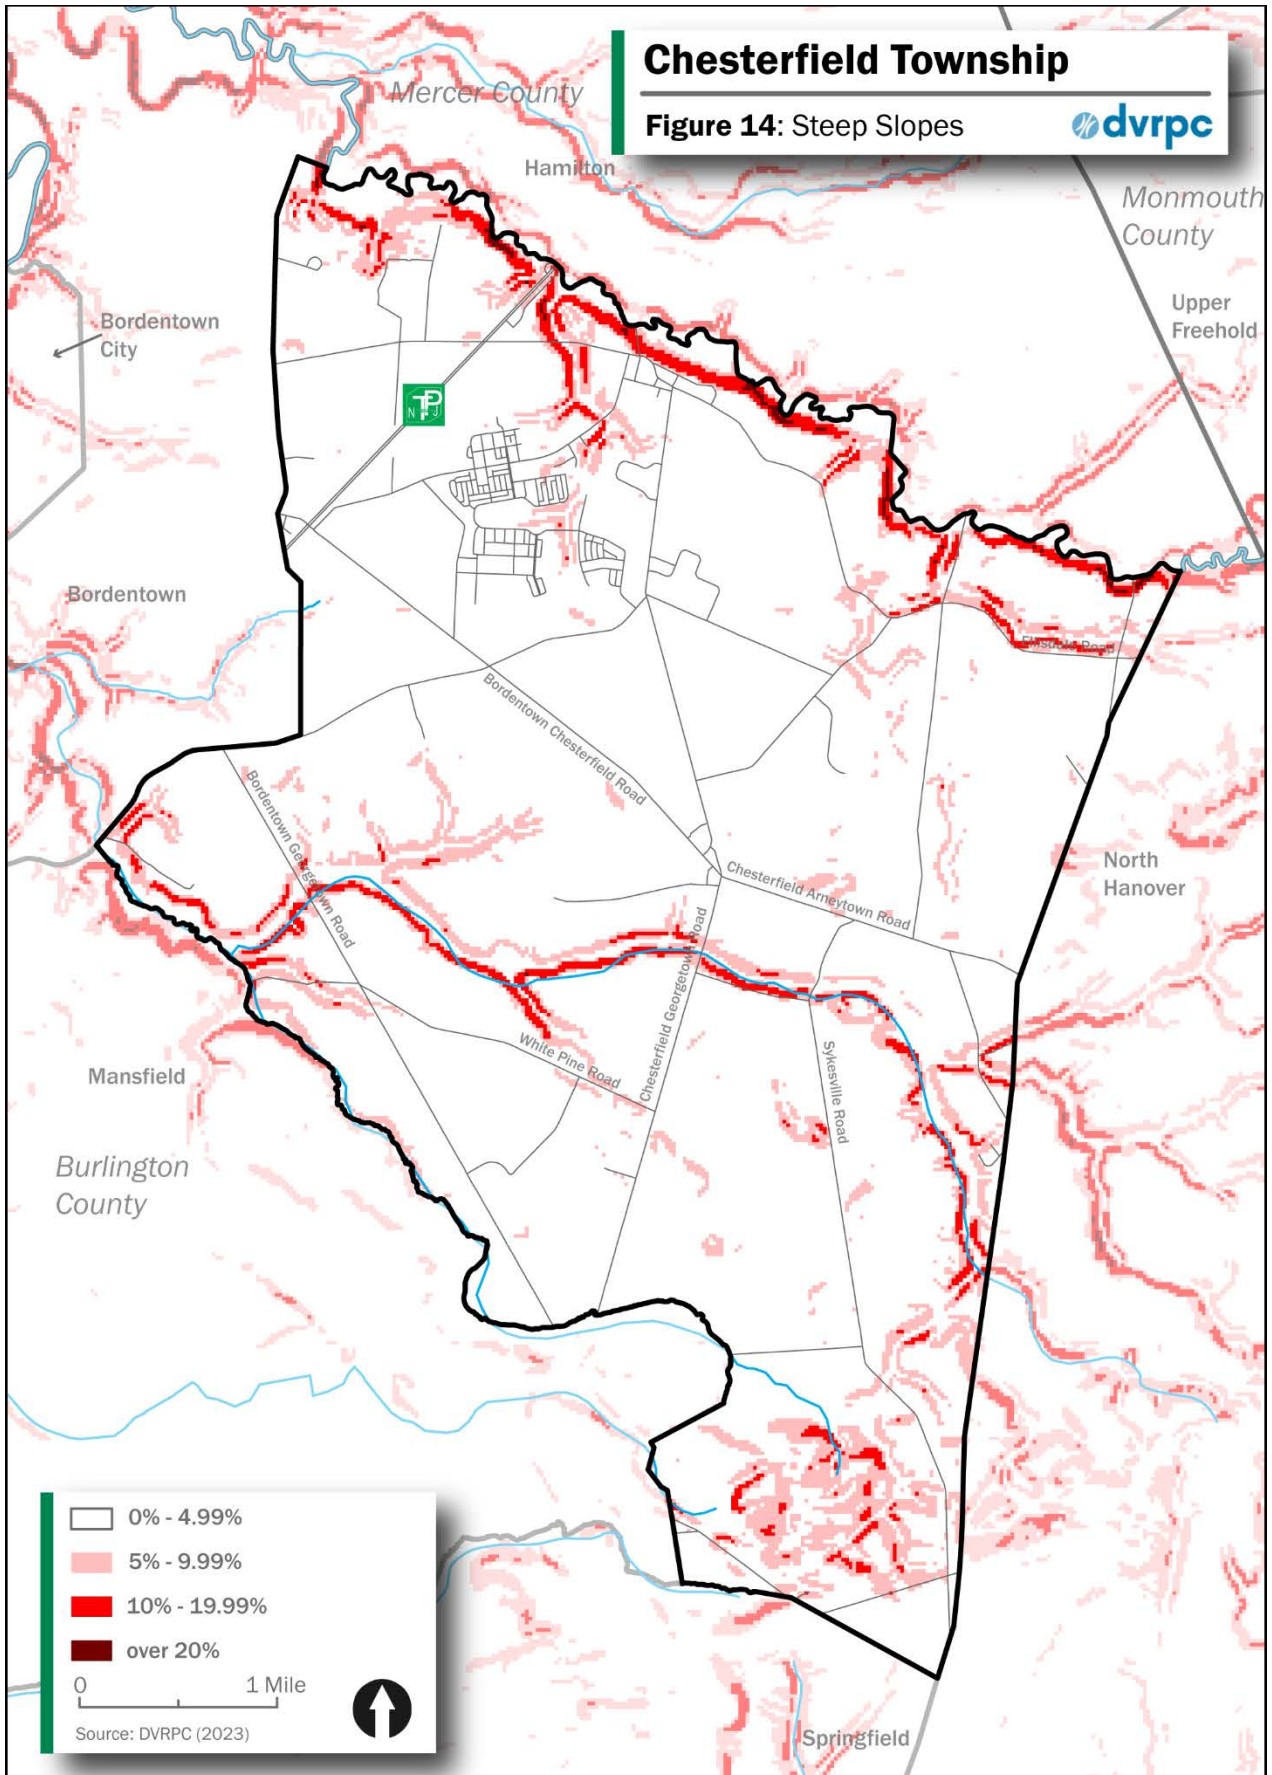 Chesterfield Township
Figure 14: Steep Slopes
dvrpc
Mercer County
Hamilton
Monmouth
County
Upper
Freehold
Bordentown
City
N TP J
Bordentown
Ellisdale Road
Bordentown Chesterfield Road
Bordentown Georgetown Road
North
Hanover
Chesterfield Arneytown Road
Chesterfield Georgetown Road
White Pine Road
Sykesville Road
Mansfield
Burlington
County
0% - 4.99%
5% - 9.99%
10% - 19.99%
over 20%
0 1 Mile
Source: DVRPC (2023)
Springfield